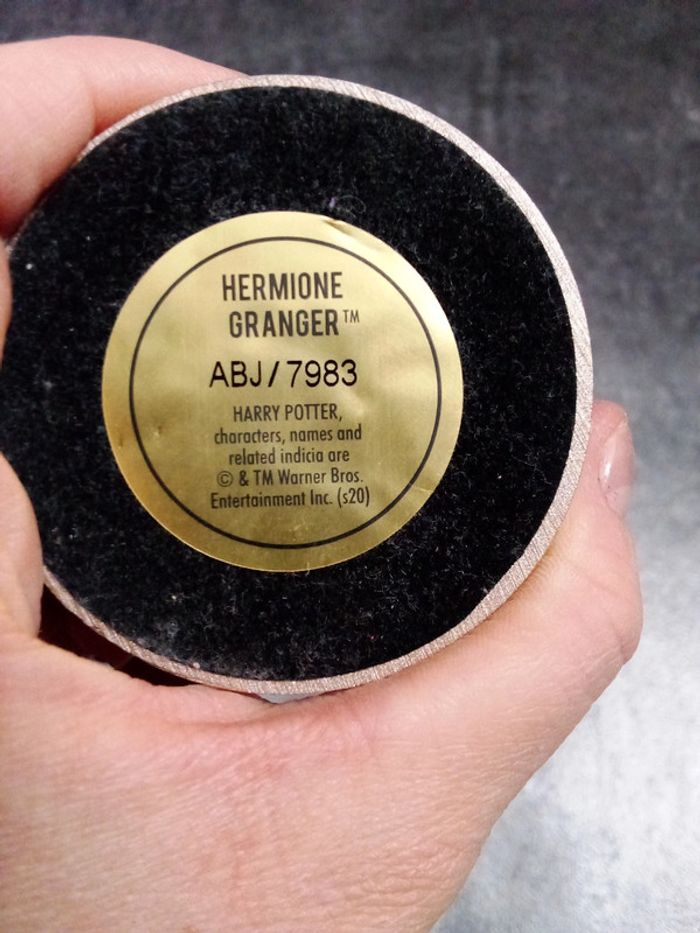 HERMIONE
GRANGER™
ABJ/7983
HARRY POTTER,
characters, names and
related indicia are
© & TM Warner Bros.
Entertainment Inc. (s20)